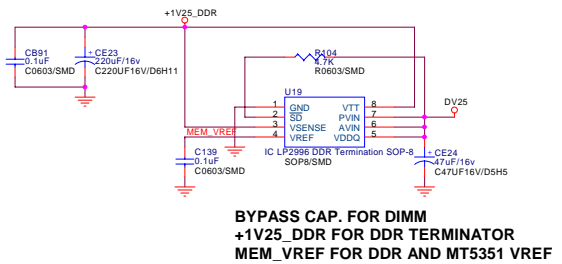 +1V25_DDR
CB91
0.1uF
C0603/SMD
+ CE23
220uF/16v
C220UF16V/D6H11
R104
4.7K
R0603/SMD
U19
1 GND VTT 8
2 SD PVIN 7
3 VSENSE AVIN 6
4 VREF VDDQ 5
DV25
MEM_VREF
IC LP2996 DDR Termination SOP-8
SOP8/SMD
C139
0.1uF
C0603/SMD
+ CE24
47uF/16v
C47UF16V/D5H5
BYPASS CAP. FOR DIMM
+1V25_DDR FOR DDR TERMINATOR
MEM_VREF FOR DDR AND MT5351 VREF